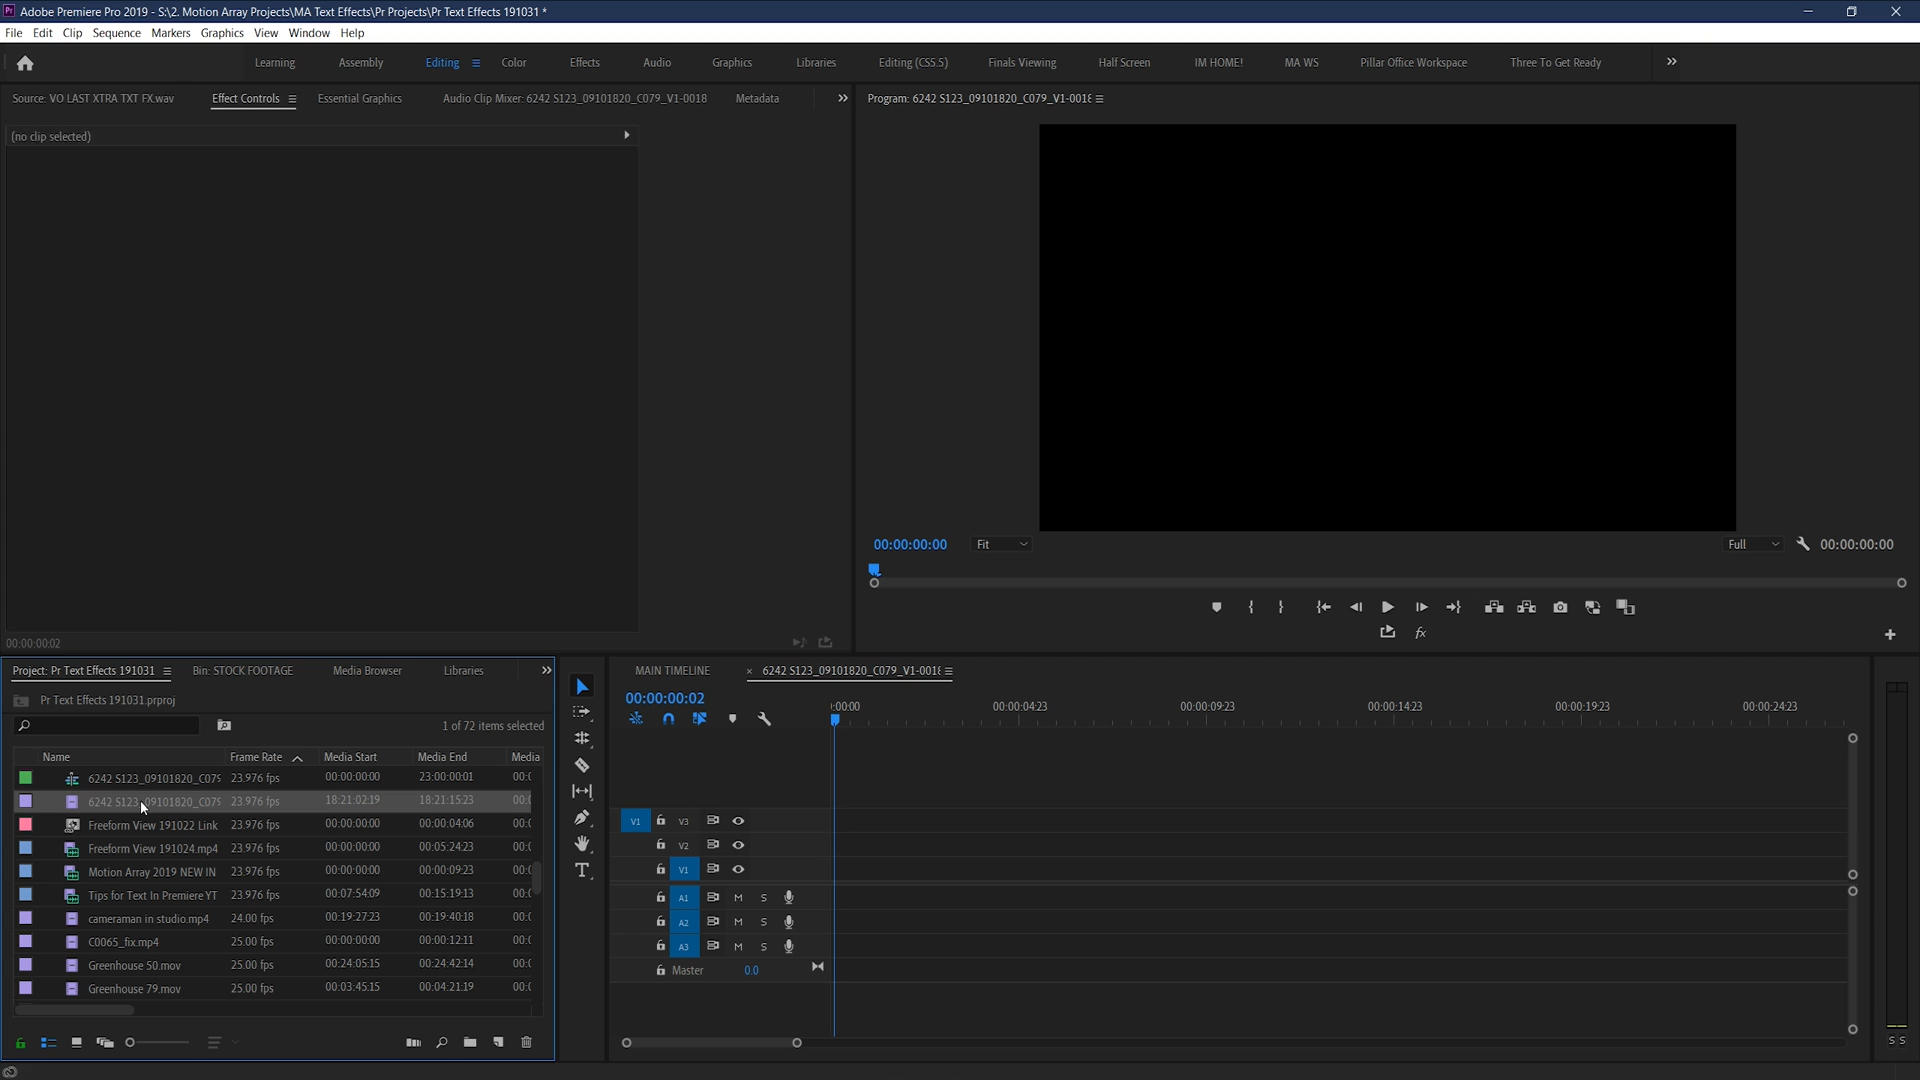 Adobe Premiere Pro 2019 - S:\2. Motion Array Projects\MA Text Effects\Pr Projects\Pr Text Effects 191031 *
File Edit Clip Sequence Markers Graphics View Window Help
Learning Assembly Editing Color Effects Audio Graphics Libraries Editing (CS5.5) Finals Viewing Half Screen IM HOME! MA WS Pillar Office Workspace Three To Get Ready
Source: VO LAST XTRA TXT FX.wav Effect Controls Essential Graphics Audio Clip Mixer: 6242 S123_09101820_C079_V1-0018 Metadata
Program: 6242 S123_09101820_C079_V1-0018
(no clip selected)
00:00:00:00 Fit Full 00:00:00:00
00:00:00:02
Project: Pr Text Effects 191031 Bin: STOCK FOOTAGE Media Browser Libraries
Pr Text Effects 191031.prproj
1 of 72 items selected
Name Frame Rate Media Start Media End Media
6242 S123_09101820_C079 23.976 fps 00:00:00:00 23:00:00:01 00:0
6242 S123_09101820_C079 23.976 fps 18:21:02:19 18:21:15:23 00:0
Freeform View 191022 Link 23.976 fps 00:00:00:00 00:00:04:06 00:0
Freeform View 191024.mp4 23.976 fps 00:00:00:00 00:05:24:23 00:0
Motion Array 2019 NEW IN 23.976 fps 00:00:00:00 00:00:09:23 00:0
Tips for Text In Premiere YT 23.976 fps 00:07:54:09 00:15:19:13 00:0
cameraman in studio.mp4 24.00 fps 00:19:27:23 00:19:40:18 00:0
C0065_fix.mp4 25.00 fps 00:00:00:00 00:00:12:11 00:0
Greenhouse 50.mov 25.00 fps 00:24:05:15 00:24:42:14 00:0
Greenhouse 79.mov 25.00 fps 00:03:45:15 00:04:21:19 00:0
MAIN TIMELINE × 6242 S123_09101820_C079_V1-0018
00:00:00:02
:00:00 00:00:04:23 00:00:09:23 00:00:14:23 00:00:19:23 00:00:24:23
V1 V3
V2
V1
A1 M S
A2 M S
A3 M S
Master 0.0
S S